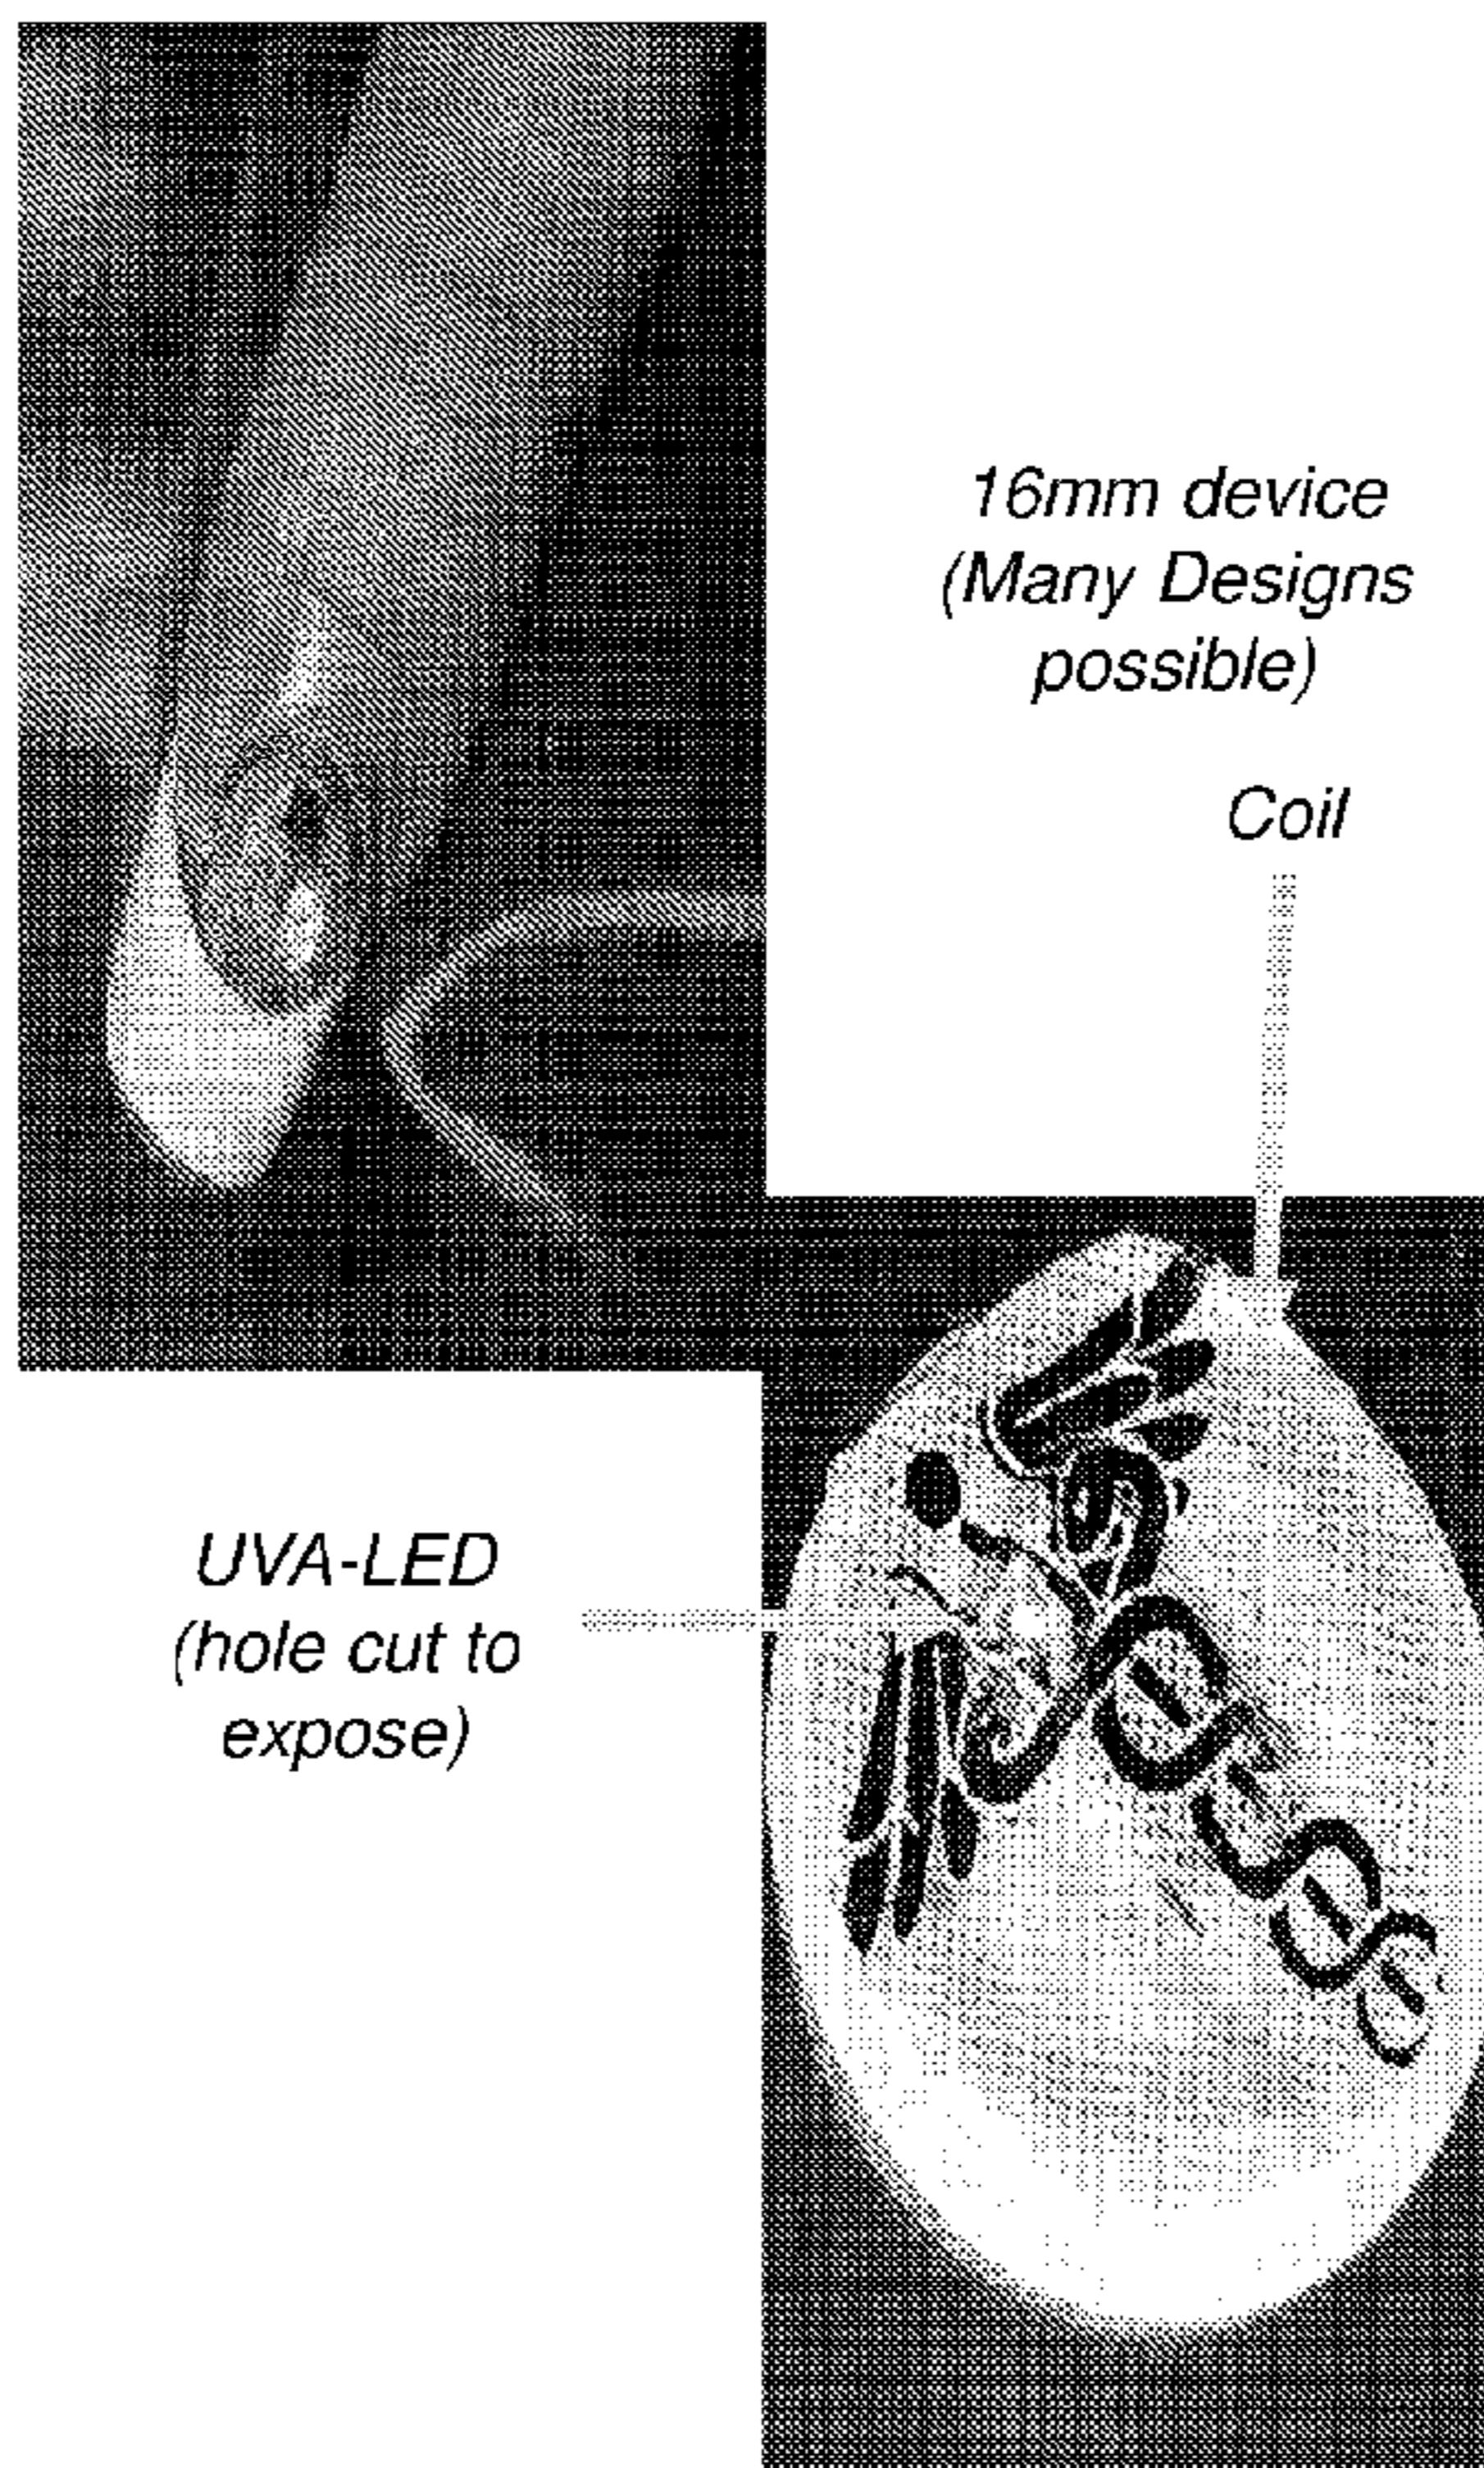 16mm device
(Many Designs
possible)
Coil
UVA-LED
(hole cut to
expose)